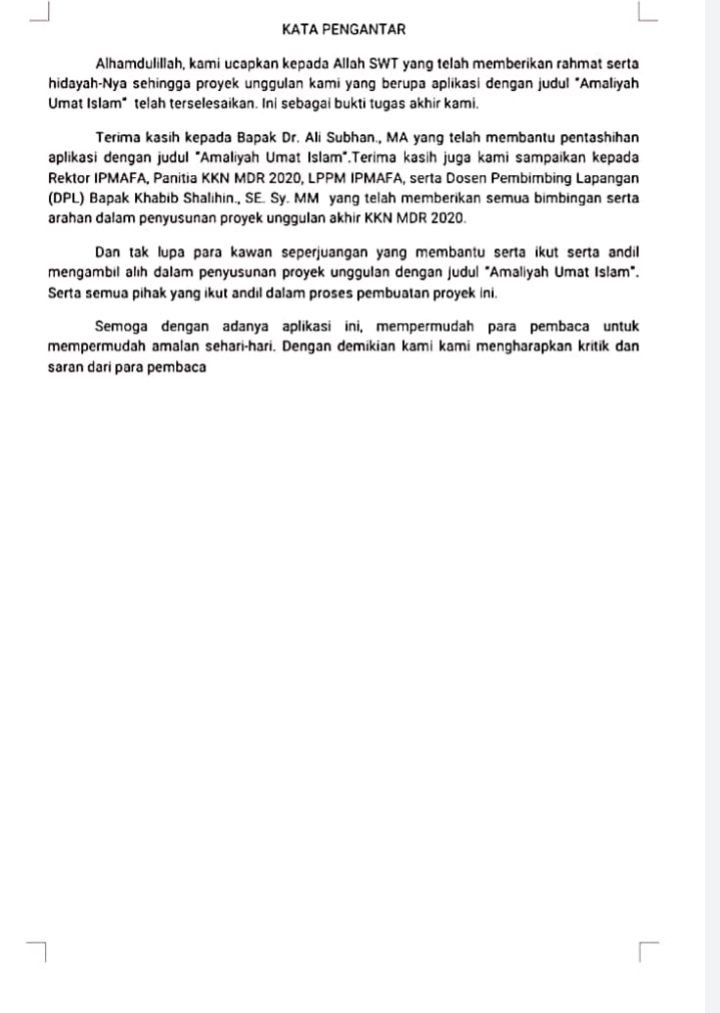 KATA PENGANTAR
Alhamdulillah, kami ucapkan kepada Allah SWT yang telah memberikan rahmat serta
hidayah-Nya sehingga proyek unggulan kami yang berupa aplikasi dengan judul "Amaliyah
Umat Islam" telah terselesaikan. Ini sebagai bukti tugas akhir kami.
Terima kasih kepada Bapak Dr. Ali Subhan., MA yang telah membantu pentashihan
aplikasi dengan judul "Amaliyah Umat Islam".Terima kasih juga kami sampaikan kepada
Rektor IPMAFA, Panitia KKN MDR 2020, LPPM IPMAFA, serta Dosen Pembimbing Lapangan
(DPL) Bapak Khabib Shalihin., SE. Sy. MM yang telah memberikan semua bimbingan serta
arahan dalam penyusunan proyek unggulan akhir KKN MDR 2020.
Dan tak lupa para kawan seperjuangan yang membantu serta ikut serta andil
mengambil alih dalam penyusunan proyek unggulan dengan judul "Amaliyah Umat Islam".
Serta semua pihak yang ikut andil dalam proses pembuatan proyek ini.
Semoga dengan adanya aplikasi ini, mempermudah para pembaca untuk
mempermudah amalan sehari-hari. Dengan demikian kami kami mengharapkan kritik dan
saran dari para pembaca